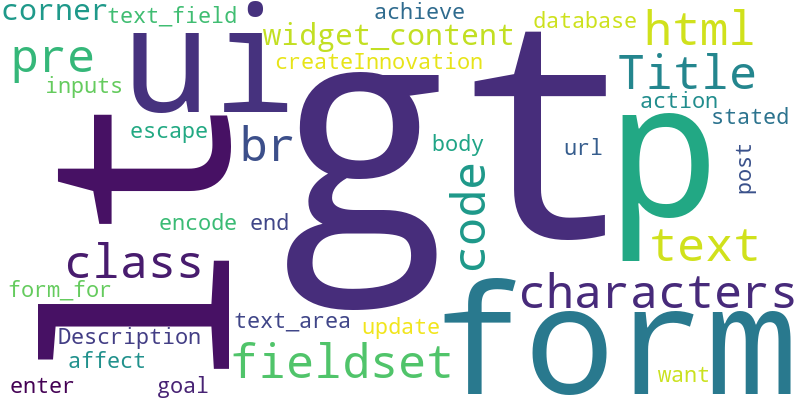 corner
text_field
achieve
database
html
ui
widget_content
pre
createInnovation
Title
inputs
gt
action
stated
escape
br
body
url
p
post
lt
code
encode
end
text
class
characters
form_for
form
Description
text_area
update
affect
fieldset
want
enter
goal